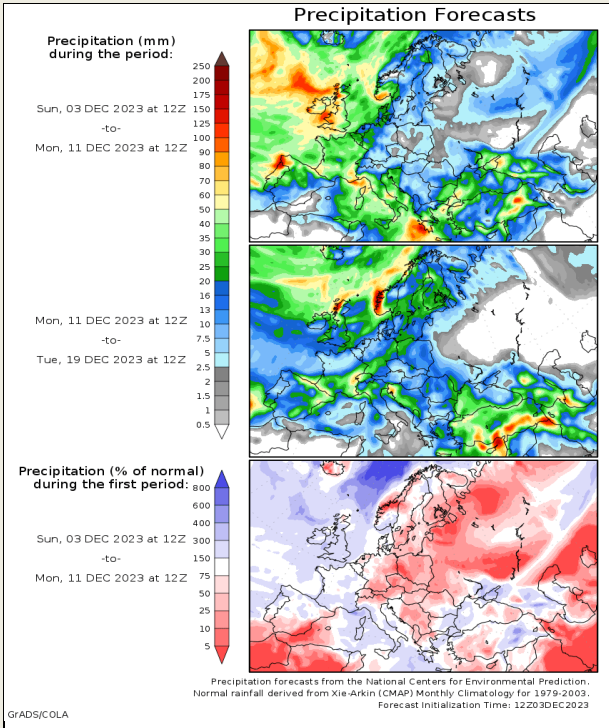 Precipitation Forecasts
Precipitation (mm)
during the period:
Sun, 03 DEC 2023 at 12Z
-to-
Mon, 11 DEC 2023 at 12Z
250
200
175
150
125
100
90
80
70
60
50
40
35
30
25
20
16
13
10
7.5
5
2.5
2
1.5
1
0.5
Mon, 11 DEC 2023 at 12Z
-to-
Tue, 19 DEC 2023 at 12Z
Precipitation (% of normal)
during the first period:
Sun, 03 DEC 2023 at 12Z
-to-
Mon, 11 DEC 2023 at 12Z
800
600
400
300
150
75
50
25
10
5
Precipitation forecasts from the National Centers for Environmental Prediction.
Normal rainfall derived from Xie-Arkin (CMAP) Monthly Climatology for 1979-2003.
Forecast Initialization Time: 12Z03DEC2023
GrADS/COLA